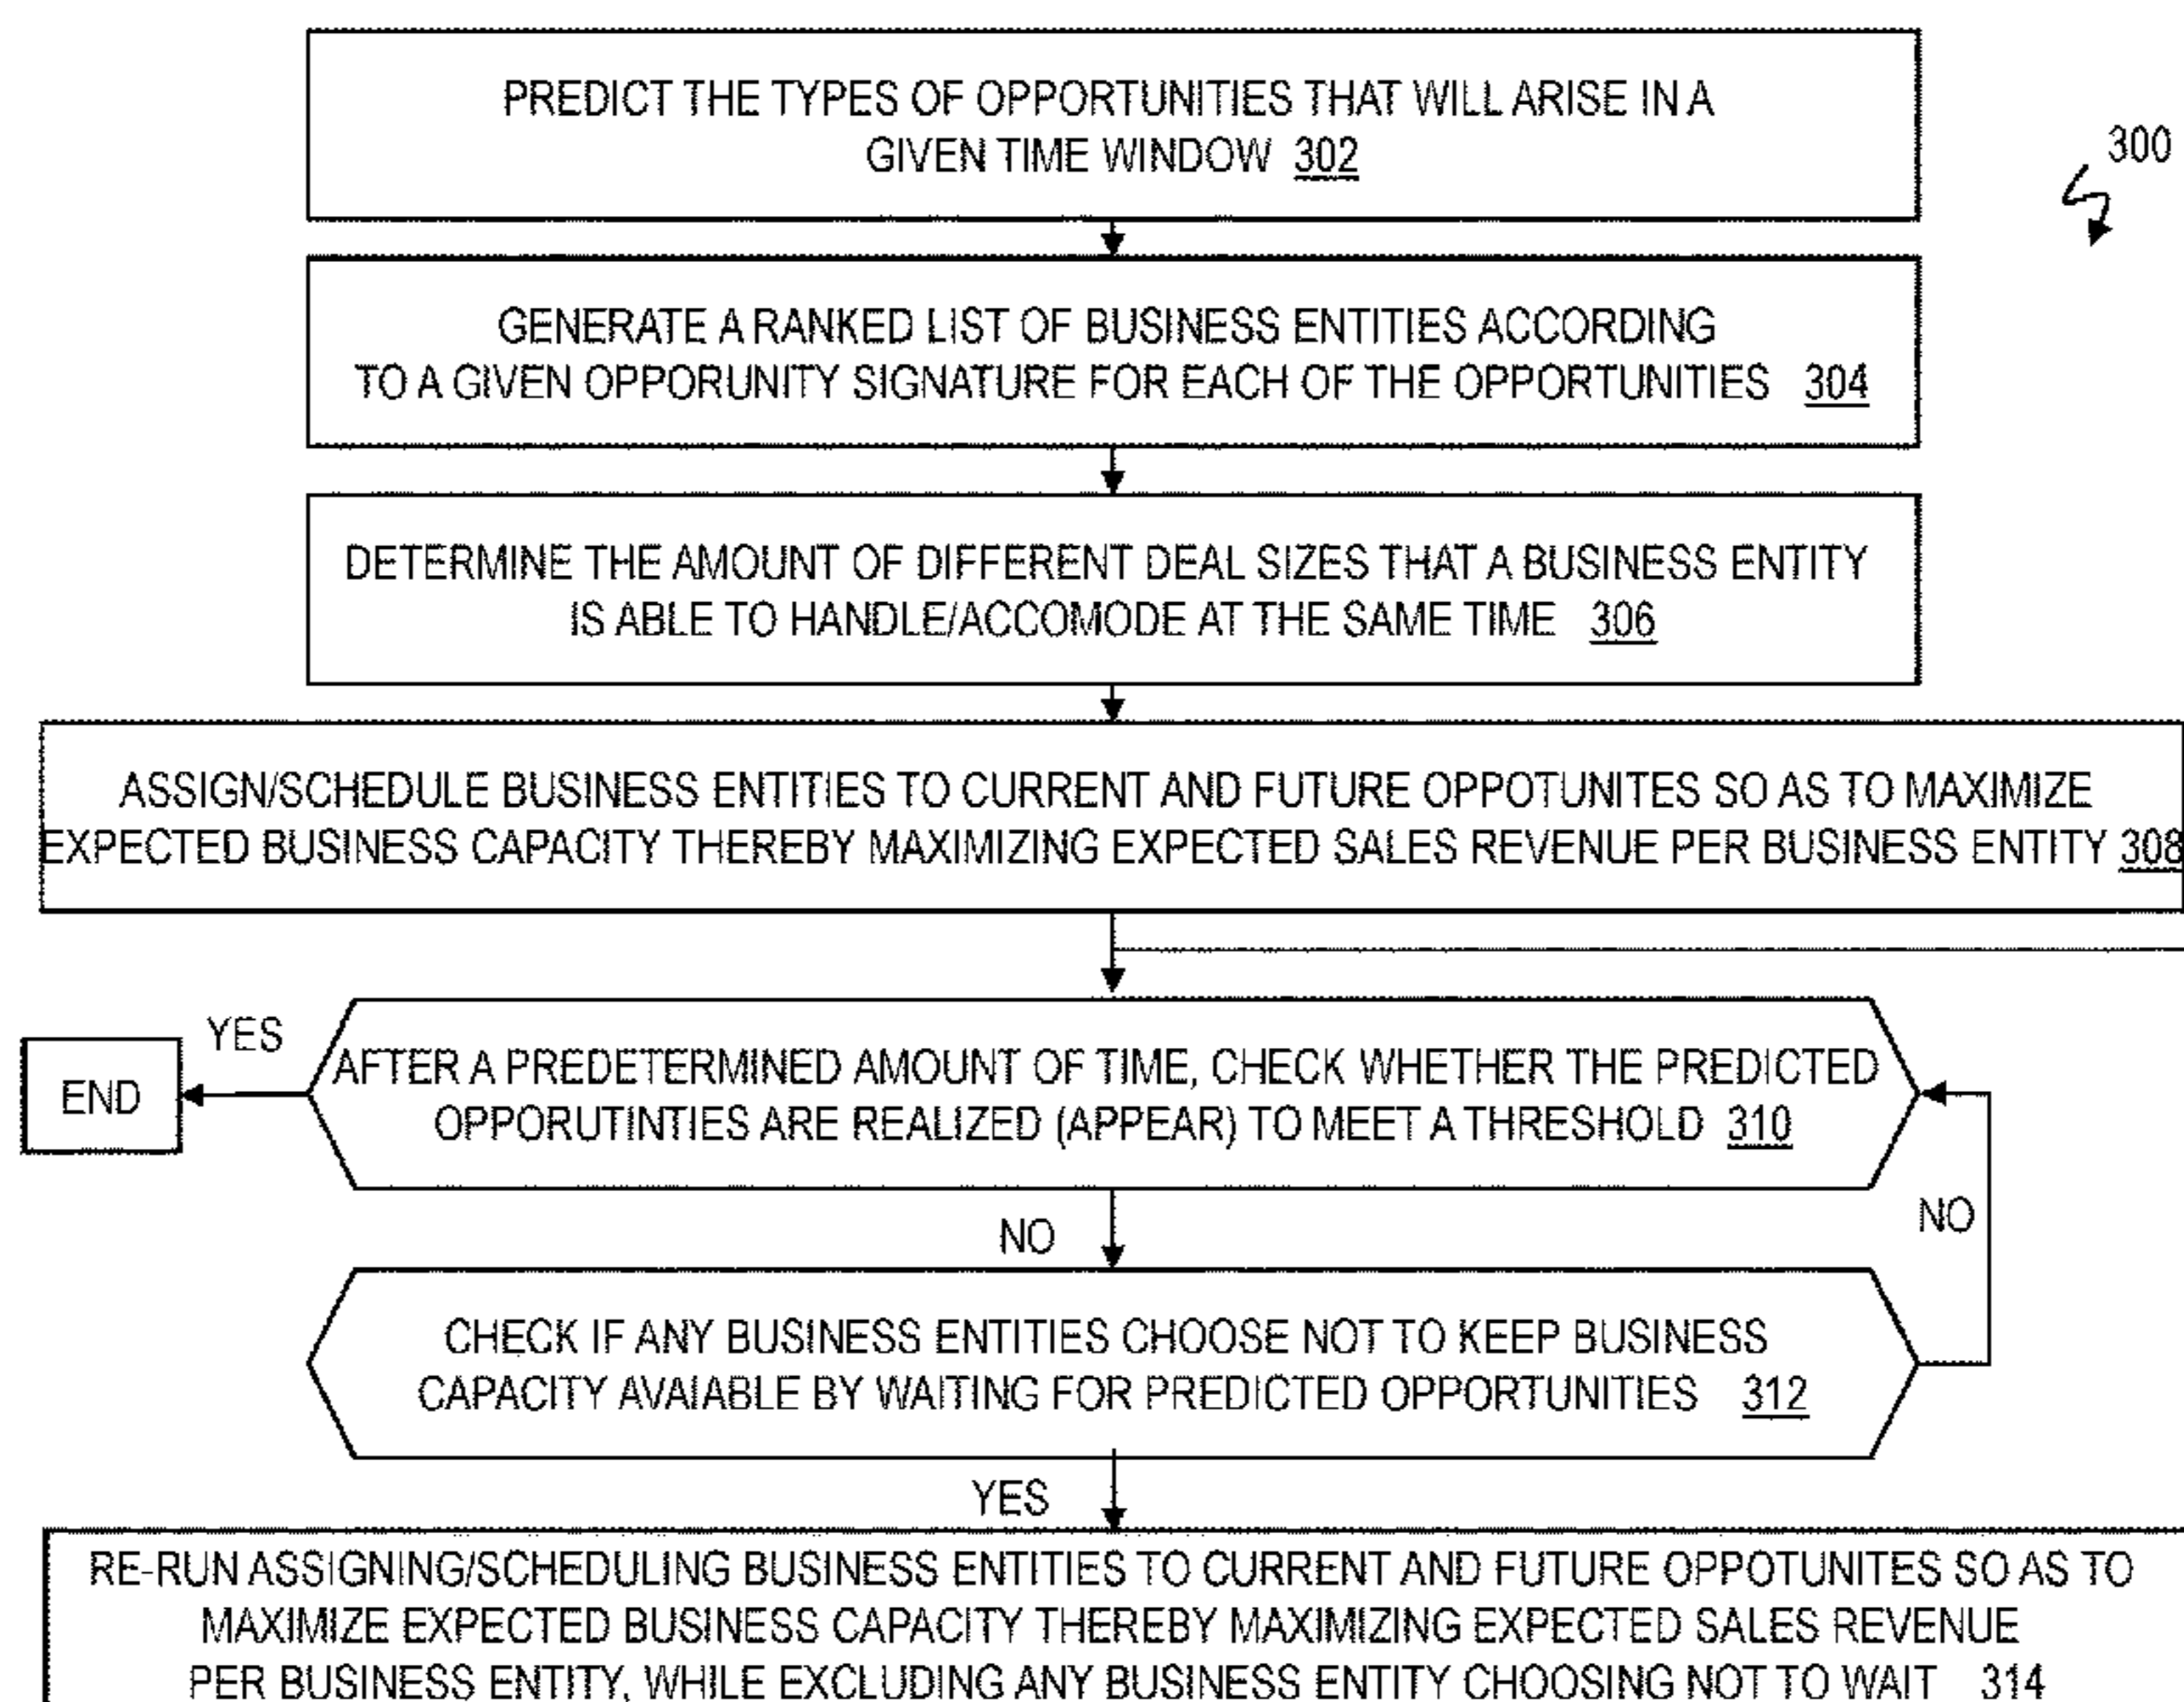 PREDICT THE TYPES OF OPPORTUNITIES THAT WILL ARISE IN A
GIVEN TIME WINDOW 302
300
GENERATE A RANKED LIST OF BUSINESS ENTITIES ACCORDING
TO A GIVEN OPPORUNITY SIGNATURE FOR EACH OF THE OPPORTUNITIES 304
DETERMINE THE AMOUNT OF DIFFERENT DEAL SIZES THAT A BUSINESS ENTITY
IS ABLE TO HANDLE/ACCOMODE AT THE SAME TIME 306
ASSIGN/SCHEDULE BUSINESS ENTITIES TO CURRENT AND FUTURE OPPOTUNITES SO AS TO MAXIMIZE
EXPECTED BUSINESS CAPACITY THEREBY MAXIMIZING EXPECTED SALES REVENUE PER BUSINESS ENTITY 308
YES
END
AFTER A PREDETERMINED AMOUNT OF TIME, CHECK WHETHER THE PREDICTED
OPPORUTINTIES ARE REALIZED (APPEAR) TO MEET A THRESHOLD 310
NO
NO
CHECK IF ANY BUSINESS ENTITIES CHOOSE NOT TO KEEP BUSINESS
CAPACITY AVAIABLE BY WAITING FOR PREDICTED OPPORTUNITIES 312
YES
RE-RUN ASSIGNING/SCHEDULING BUSINESS ENTITIES TO CURRENT AND FUTURE OPPOTUNITES SO AS TO
MAXIMIZE EXPECTED BUSINESS CAPACITY THEREBY MAXIMIZING EXPECTED SALES REVENUE
PER BUSINESS ENTITY, WHILE EXCLUDING ANY BUSINESS ENTITY CHOOSING NOT TO WAIT 314